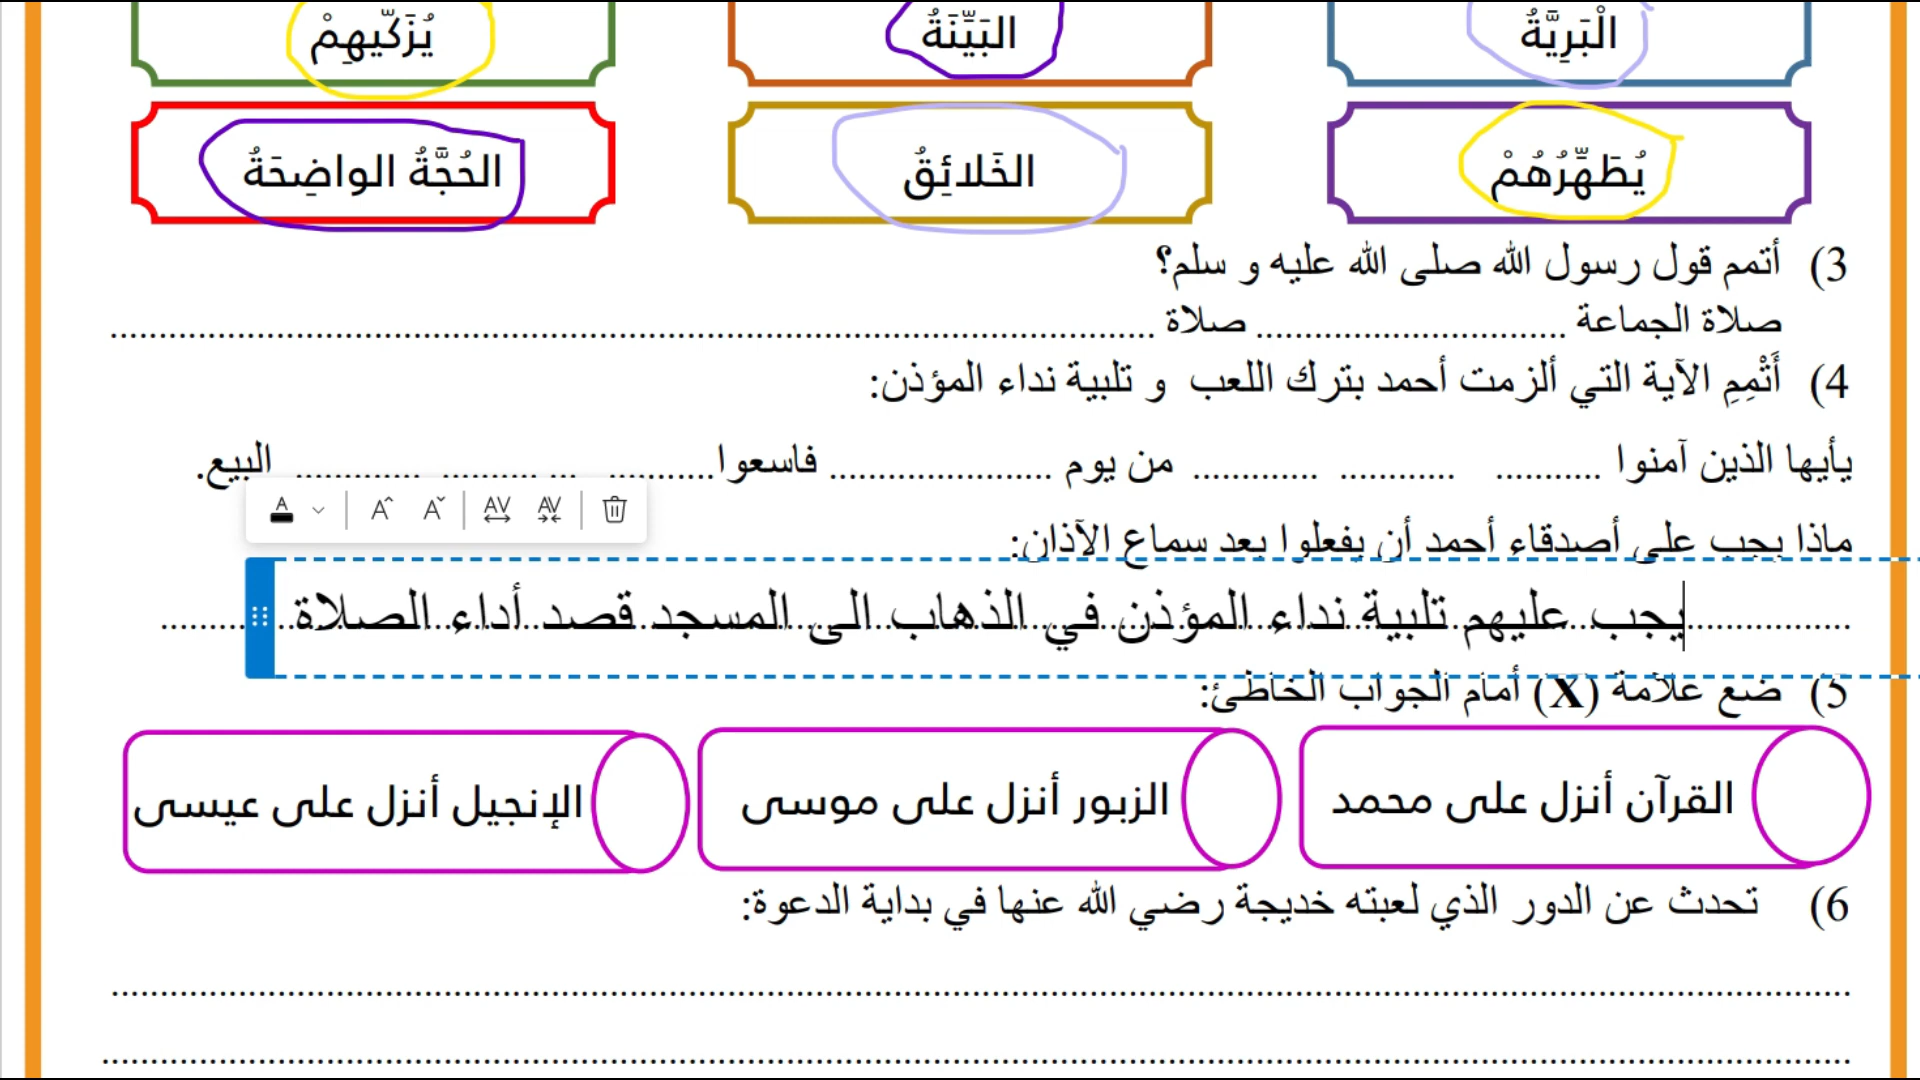 الْبَرِيَّةُ البَيِّنَةُ يُزَكّيهِمْ
يُطَهِّرُهُمْ الخَلائِقُ الحُجَّةُ الواضِحَةُ
3) أتمم قول رسول الله صلى الله عليه و سلم؟
صلاة الجماعة ............................... صلاة ...............................................................................................
4) أَتْمِمِ الآية التي ألزمت أحمد بترك اللعب و تلبية نداء المؤذن:
يأيها الذين آمنوا ........... ............ ............. من يوم ....................... فاسعوا........... ... .......... ............. البيع.
A A A AV AV
ماذا يجب على أصدقاء أحمد أن يفعلوا بعد سماع الآذان:
يجب عليهم تلبية نداء المؤذن في الذهاب الى المسجد قصد أداء الصلاة
5) ضع علامة (X) أمام الجواب الخاطئ:
القرآن أنزل على محمد الزبور أنزل على موسى الإنجيل أنزل على عيسى
6) تحدث عن الدور الذي لعبته خديجة رضي الله عنها في بداية الدعوة: